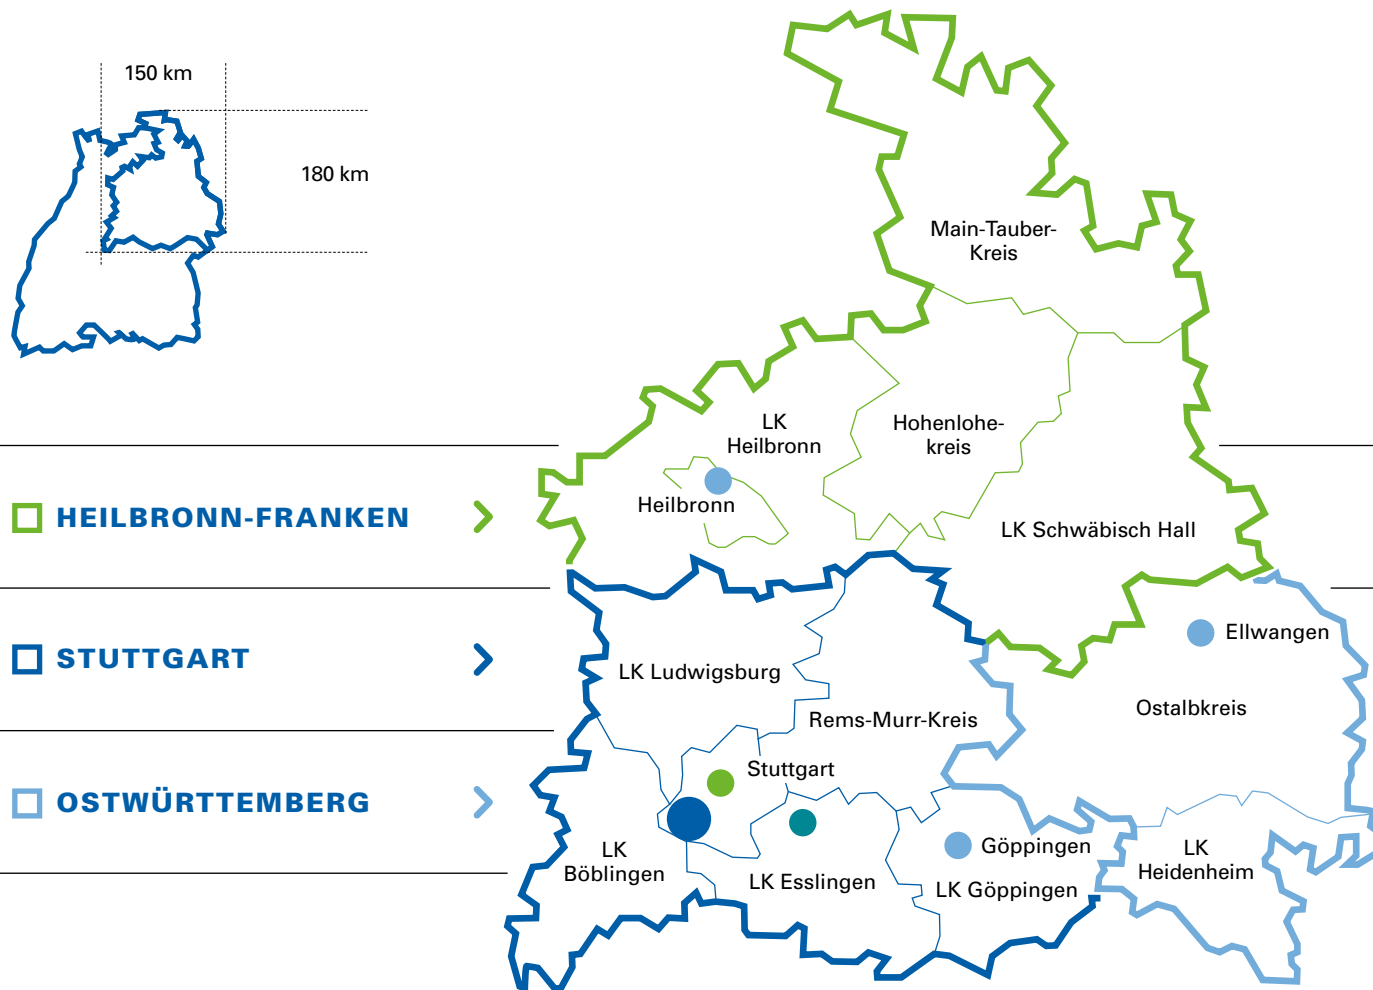 150 km
180 km
HEILBRONN-FRANKEN
STUTTGART
OSTWÜRTTEMBERG
Main-Tauber-
Kreis
LK
Heilbronn
Hohenlohe-
kreis
Heilbronn
LK Schwäbisch Hall
Ellwangen
LK Ludwigsburg
Ostalbkreis
Rems-Murr-Kreis
Stuttgart
LK
Böblingen
Göppingen
LK
Heidenheim
LK Esslingen
LK Göppingen